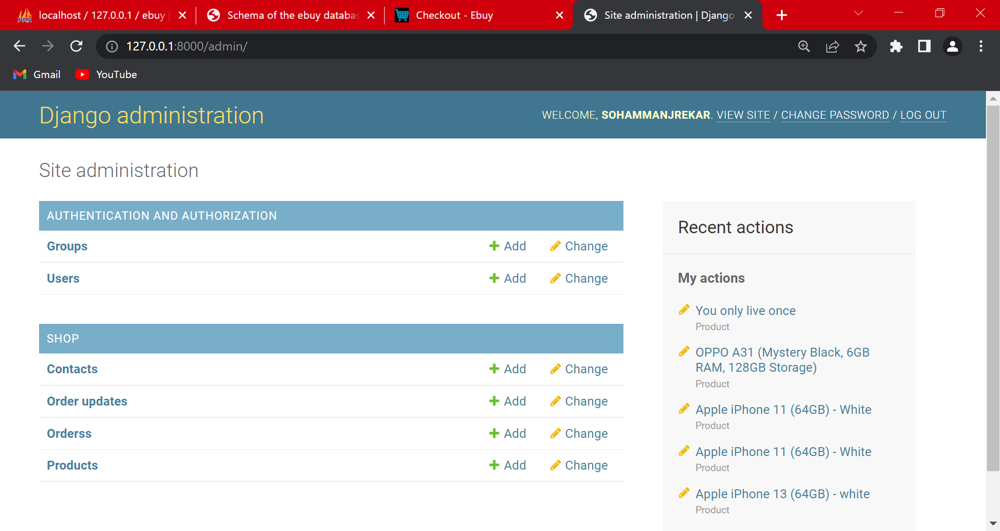 localhost / 127.0.0.1 / ebuy
Schema of the ebuy databas
Checkout - Ebuy
Site administration | Django
127.0.0.1:8000/admin/
Gmail
YouTube
Django administration
WELCOME, SOHAMMANJREKAR. VIEW SITE / CHANGE PASSWORD / LOG OUT
Site administration
AUTHENTICATION AND AUTHORIZATION
Groups Add Change
Users Add Change
SHOP
Contacts Add Change
Order updates Add Change
Orderss Add Change
Products Add Change
Recent actions
My actions
You only live once
Product
OPPO A31 (Mystery Black, 6GB
RAM, 128GB Storage)
Product
Apple iPhone 11 (64GB) - White
Product
Apple iPhone 11 (64GB) - White
Product
Apple iPhone 13 (64GB) - white
Product